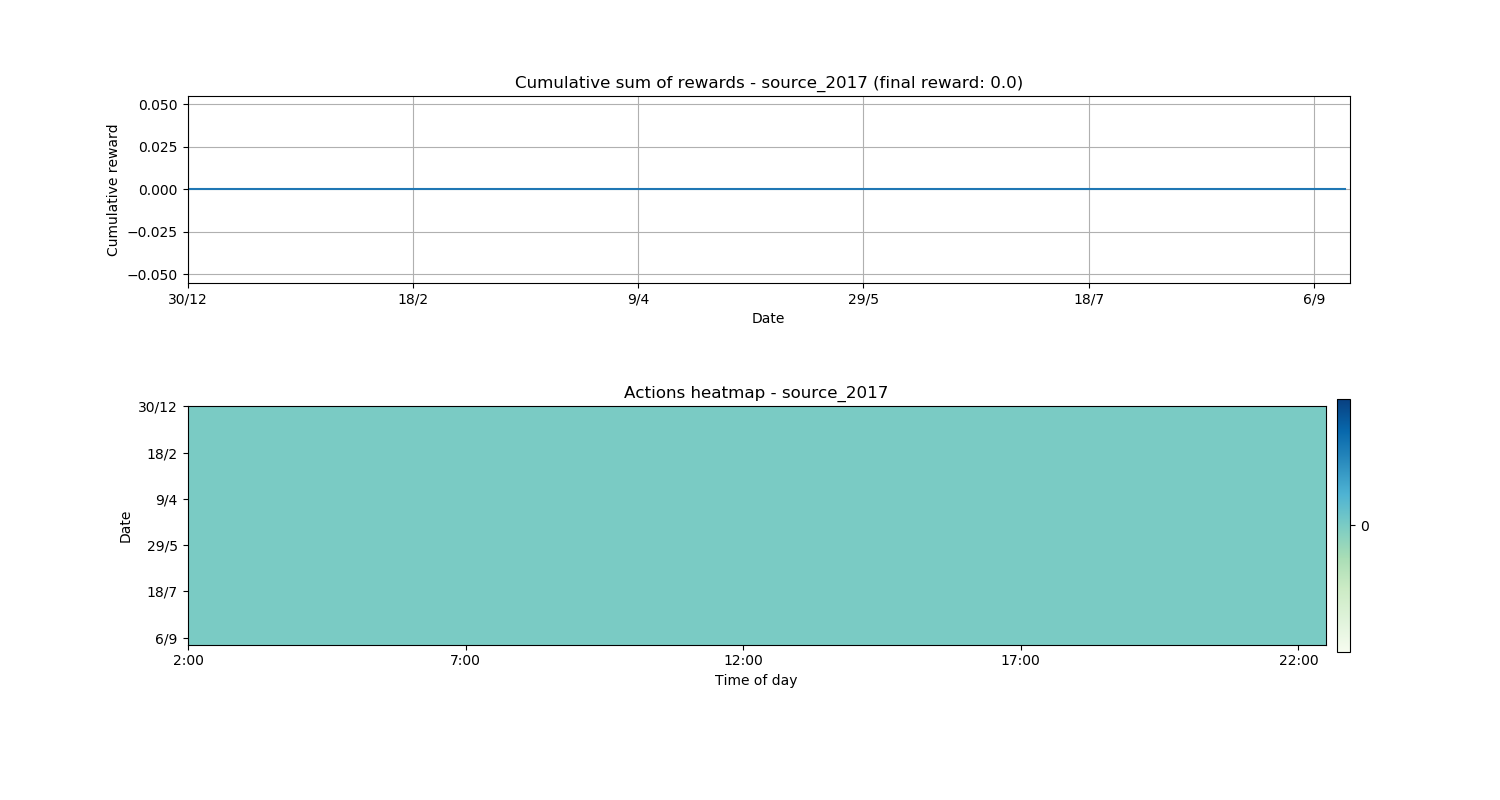 Cumulative sum of rewards - source_2017 (final reward: 0.0)
Cumulative reward
0.050
0.025
0.000
−0.025
−0.050
30/12 18/2 9/4 29/5 18/7 6/9
Date
Actions heatmap - source_2017
Date
30/12
18/2
9/4
29/5
18/7
6/9
0
2:00 7:00 12:00 17:00 22:00
Time of day